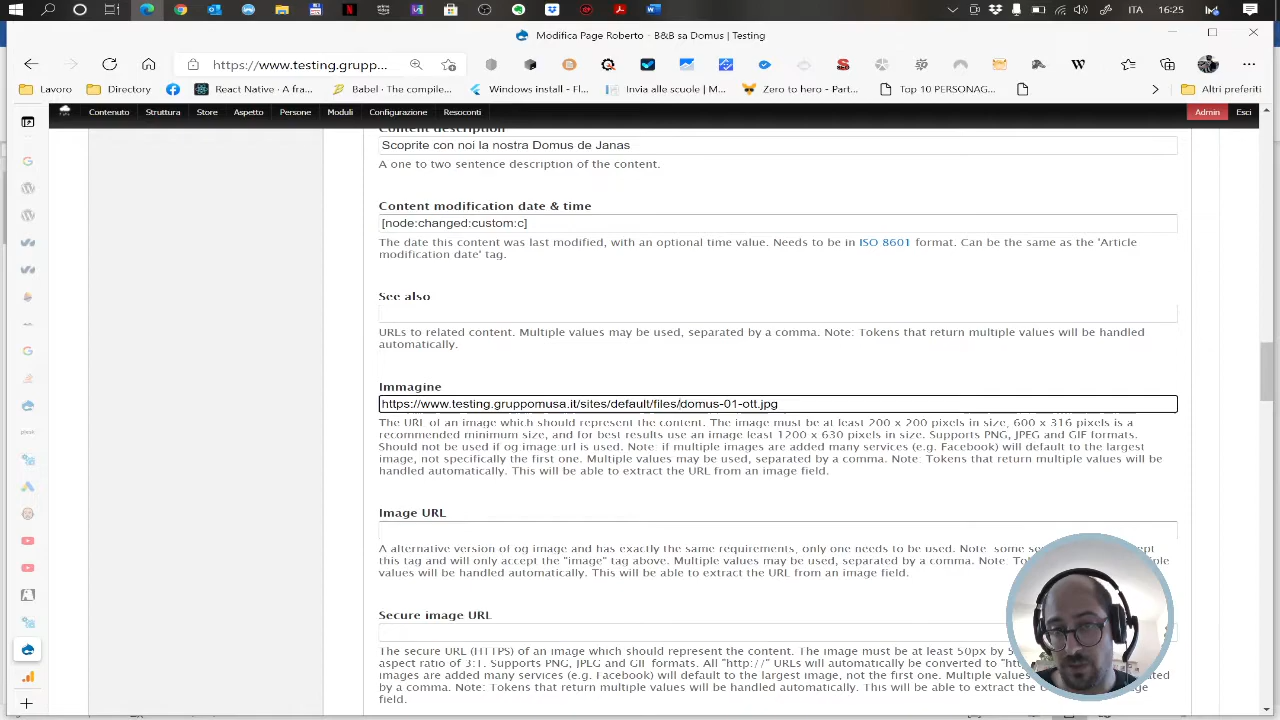 ITA
16:25
Modifica Page Roberto - B&B sa Domus | Testing
https://www.testing.grupp...
Lavoro
Directory
React Native · A fra...
Babel · The compile...
Windows install - Fl...
Invia alle scuole | M...
Zero to hero - Part...
Top 10 PERSONAG...
Altri preferiti
Contenuto Struttura Store Aspetto Persone Moduli Configurazione Resoconti Admin Esci
Content description
Scoprite con noi la nostra Domus de Janas
A one to two sentence description of the content.
Content modification date & time
[node:changed:custom:c]
The date this content was last modified, with an optional time value. Needs to be in ISO 8601 format. Can be the same as the 'Article
modification date' tag.
See also
URLs to related content. Multiple values may be used, separated by a comma. Note: Tokens that return multiple values will be handled
automatically.
Immagine
https://www.testing.gruppomusa.it/sites/default/files/domus-01-ott.jpg
The URL of an image which should represent the content. The image must be at least 200 x 200 pixels in size, 600 x 316 pixels is a
recommended minimum size, and for best results use an image least 1200 x 630 pixels in size. Supports PNG, JPEG and GIF formats.
Should not be used if og image url is used. Note: if multiple images are added many services (e.g. Facebook) will default to the largest
image, not specifically the first one. Multiple values may be used, separated by a comma. Note: Tokens that return multiple values will be
handled automatically. This will be able to extract the URL from an image field.
Image URL
A alternative version of og image and has exactly the same requirements, only one needs to be used. Note: some
this tag and will only accept the "image" tag above. Multiple values may be used, separated by a comma. Note:
values will be handled automatically. This will be able to extract the URL from an image field.
Secure image URL
The secure URL (HTTPS) of an image which should represent the content. The image must be at least 50px by
aspect ratio of 3:1. Supports PNG, JPEG and GIF formats. All "http://" URLs will automatically be converted to
images are added many services (e.g. Facebook) will default to the largest image, not the first one. Multiple
by a comma. Note: Tokens that return multiple values will be handled automatically. This will be able to extract the
field.